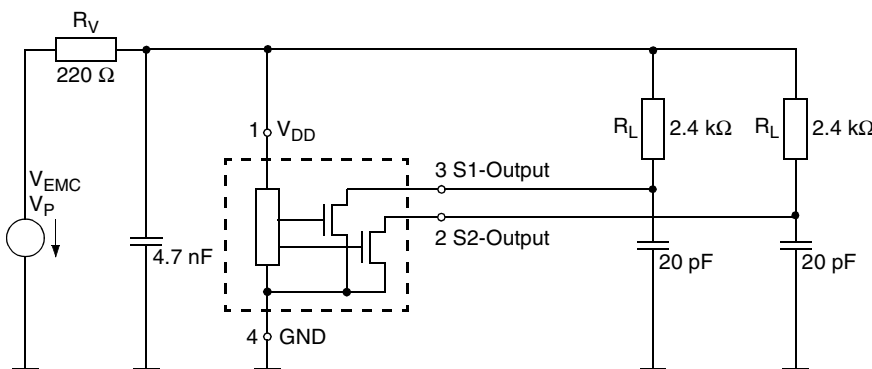 R_V
220 Ω
1 V_DD
R_L 2.4 kΩ R_L 2.4 kΩ
3 S1-Output
V_EMC
V_P
2 S2-Output
4.7 nF
20 pF 20 pF
4 GND